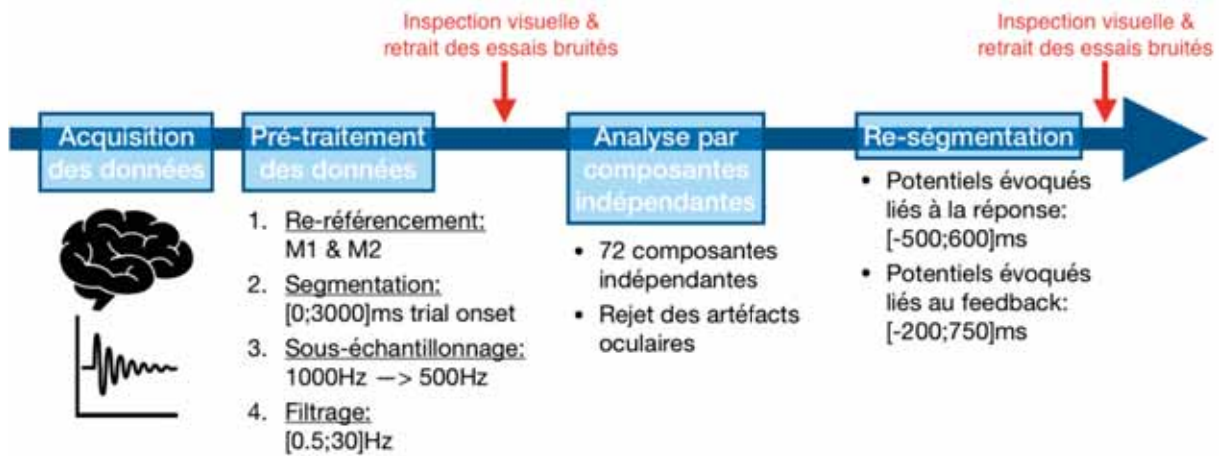 Inspection visuelle &
retrait des essais bruités
Inspection visuelle &
retrait des essais bruités
Acquisition
des données
Pré-traitement
des données
1. Re-référencement:
M1 & M2
2. Segmentation:
[0;3000]ms trial onset
3. Sous-échantillonnage:
1000Hz —> 500Hz
4. Filtrage:
[0.5;30]Hz
Analyse par
composantes
indépendantes
• 72 composantes
indépendantes
• Rejet des artéfacts
oculaires
Re-ségmentation
• Potentiels évoqués
liés à la réponse:
[-500;600]ms
• Potentiels évoqués
liés au feedback:
[-200;750]ms